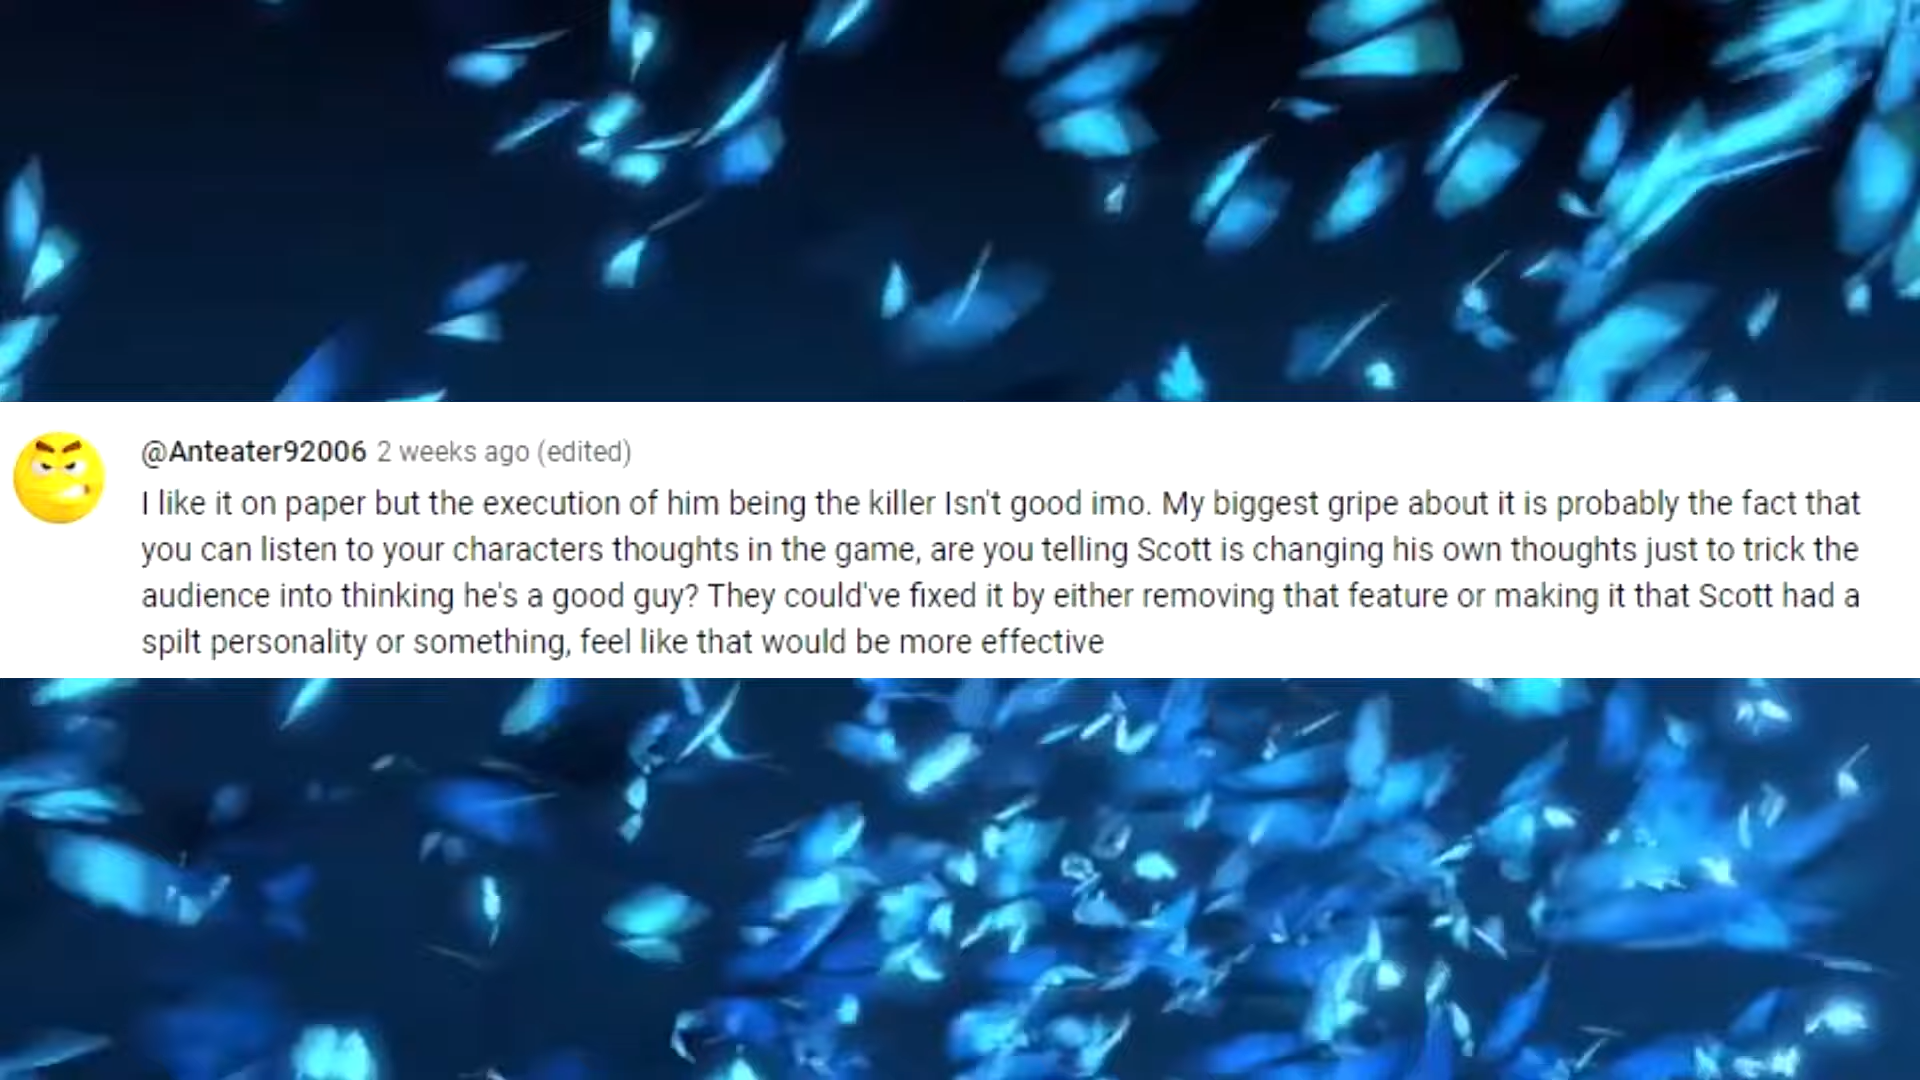 @Anteater92006 2 weeks ago (edited)
I like it on paper but the execution of him being the killer Isn't good imo. My biggest gripe about it is probably the fact that
you can listen to your characters thoughts in the game, are you telling Scott is changing his own thoughts just to trick the
audience into thinking he's a good guy? They could've fixed it by either removing that feature or making it that Scott had a
spilt personality or something, feel like that would be more effective